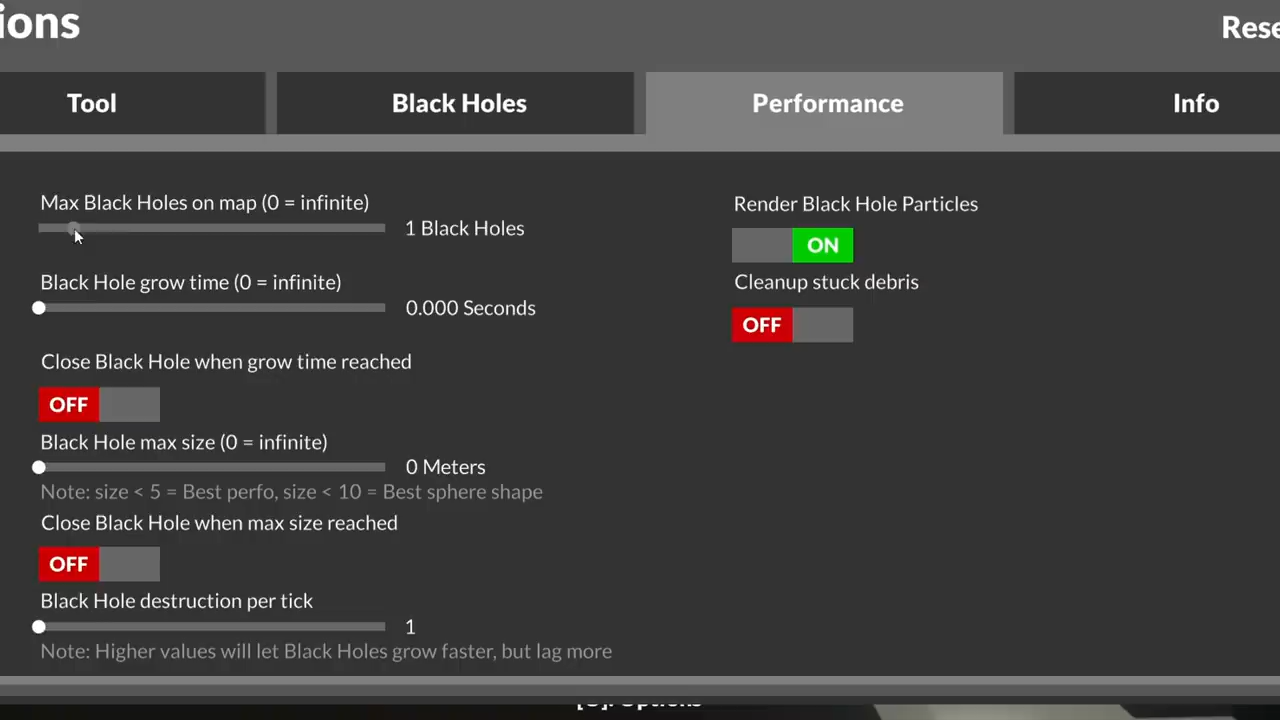 ions
Rese
Tool
Black Holes
Performance
Info
Max Black Holes on map (0 = infinite)
1 Black Holes
Black Hole grow time (0 = infinite)
0.000 Seconds
Close Black Hole when grow time reached
OFF
Black Hole max size (0 = infinite)
0 Meters
Note: size < 5 = Best perfo, size < 10 = Best sphere shape
Close Black Hole when max size reached
OFF
Black Hole destruction per tick
1
Note: Higher values will let Black Holes grow faster, but lag more
Render Black Hole Particles
ON
Cleanup stuck debris
OFF
Options